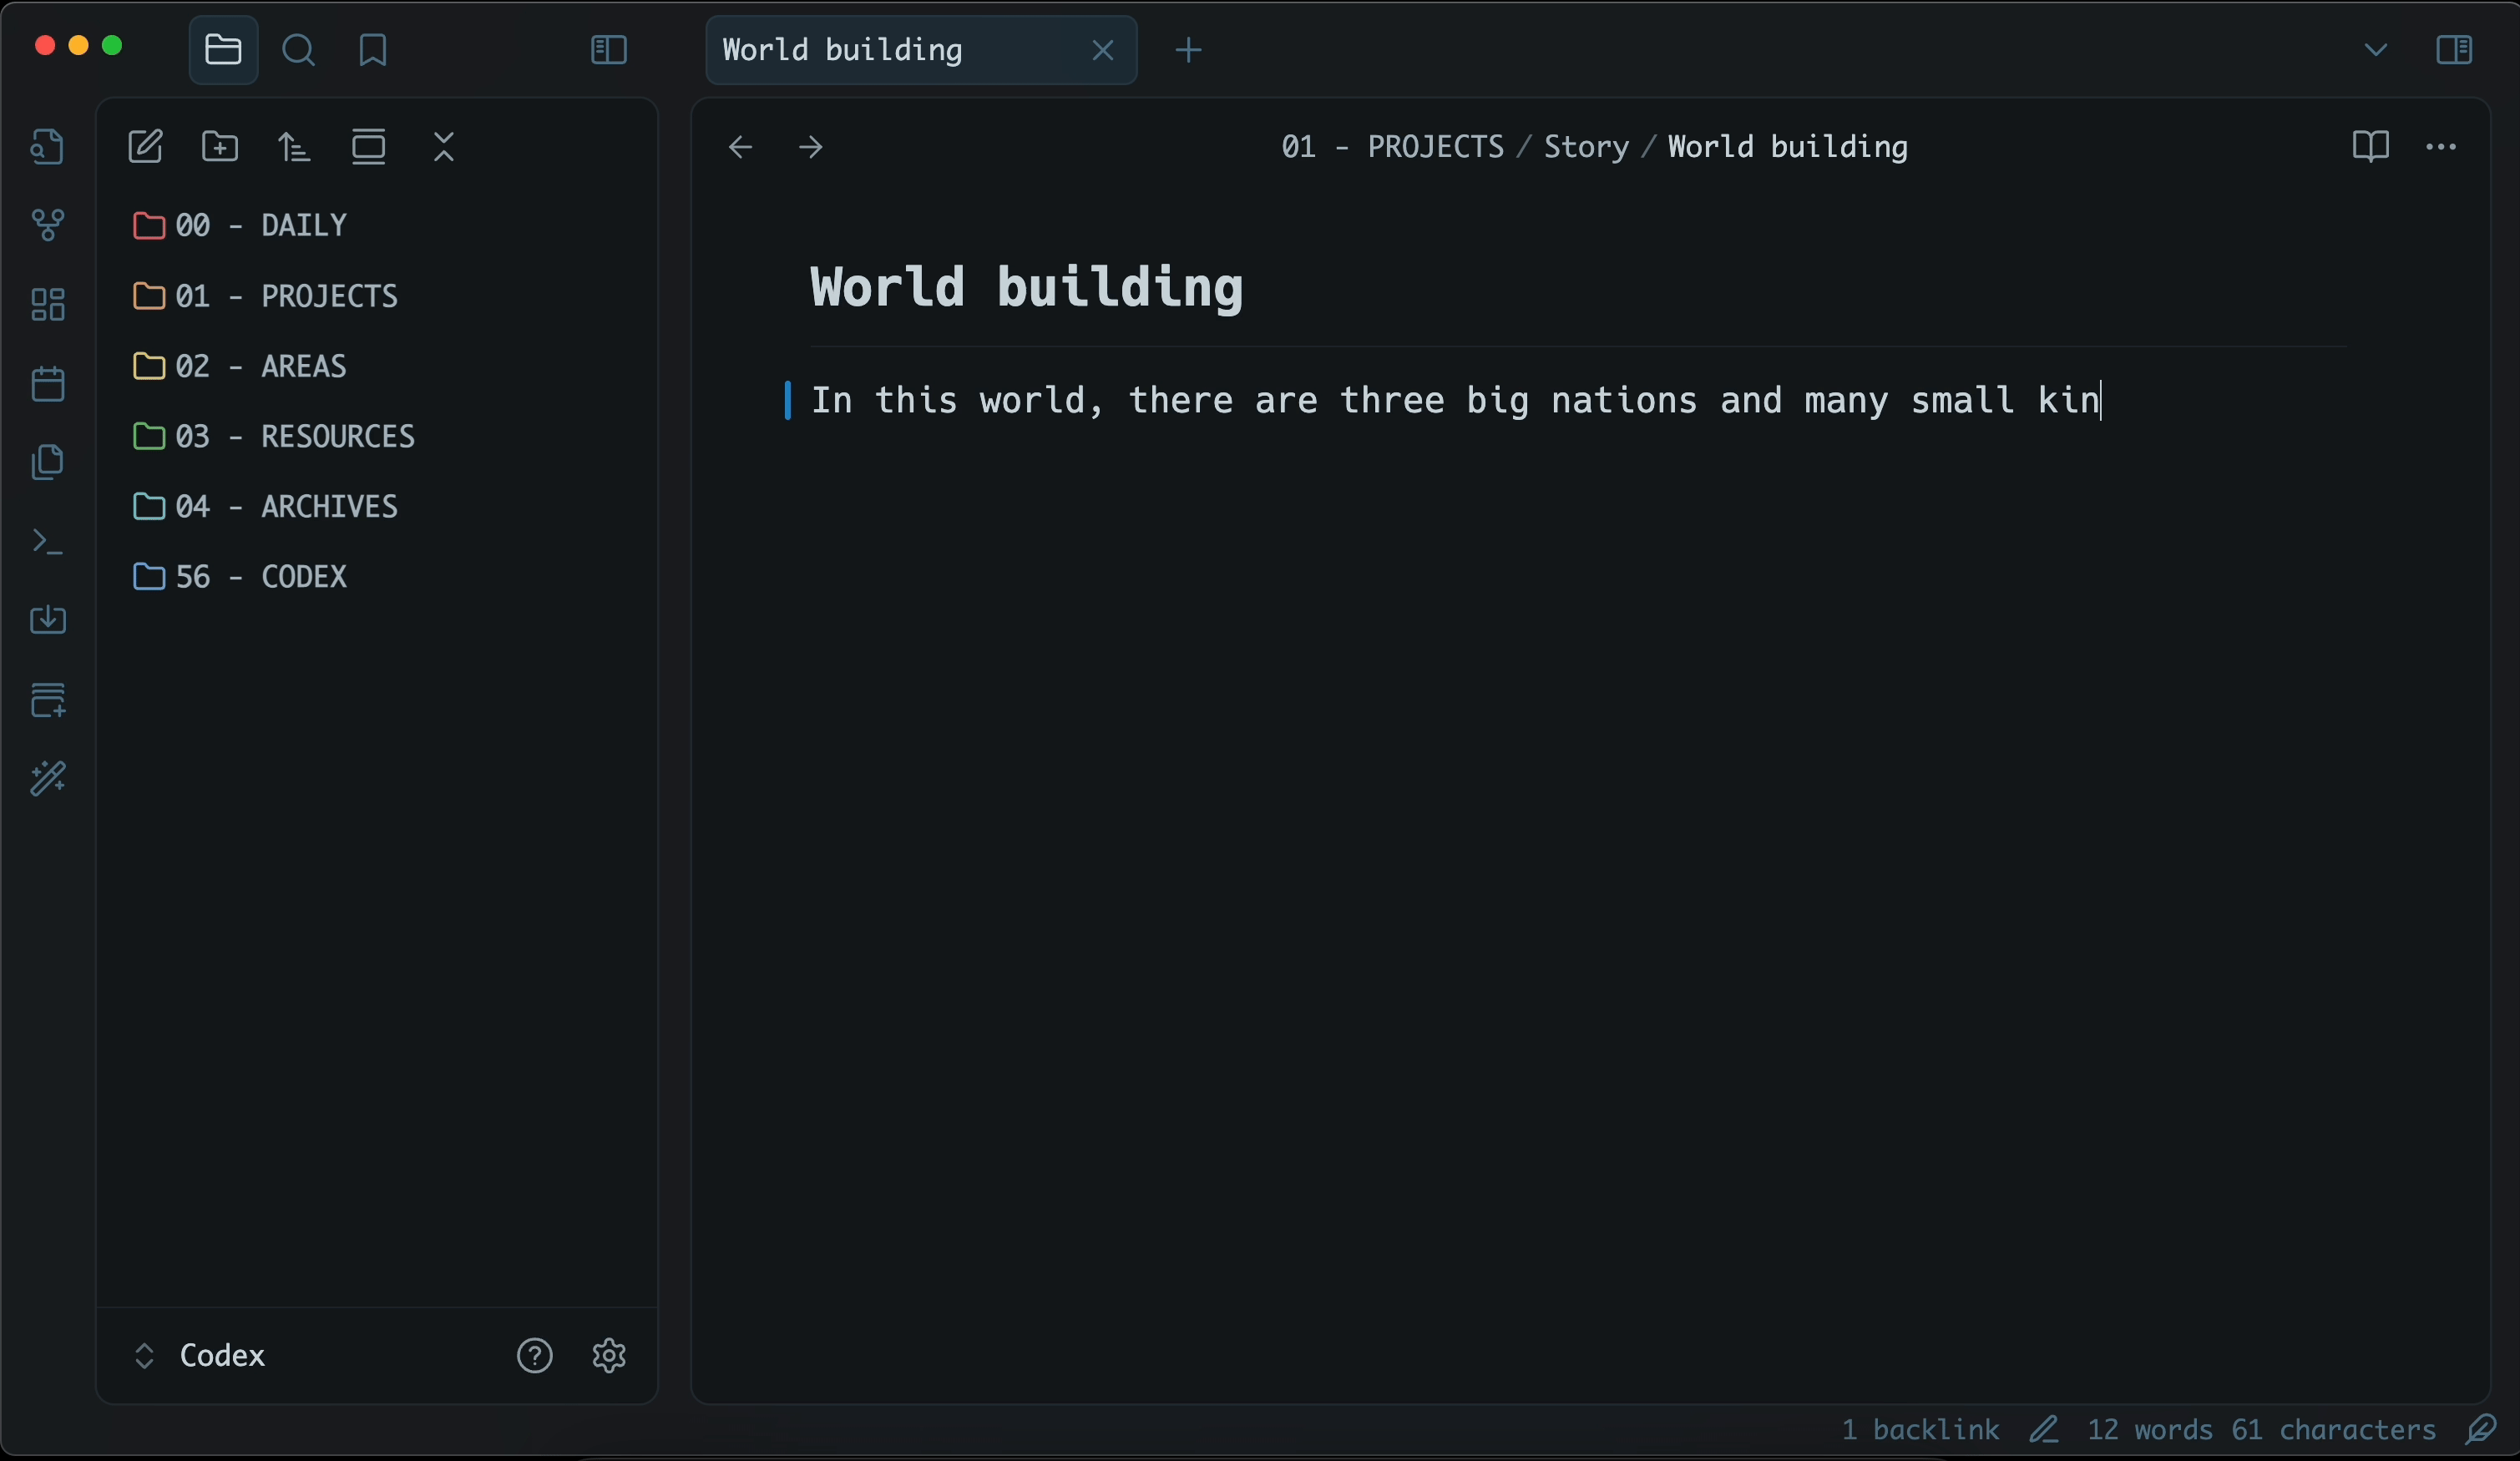 World building
01 - PROJECTS / Story / World building
00 - DAILY
01 - PROJECTS
02 - AREAS
03 - RESOURCES
04 - ARCHIVES
56 - CODEX
Codex
World building
In this world, there are three big nations and many small kin
1 backlink 12 words 61 characters